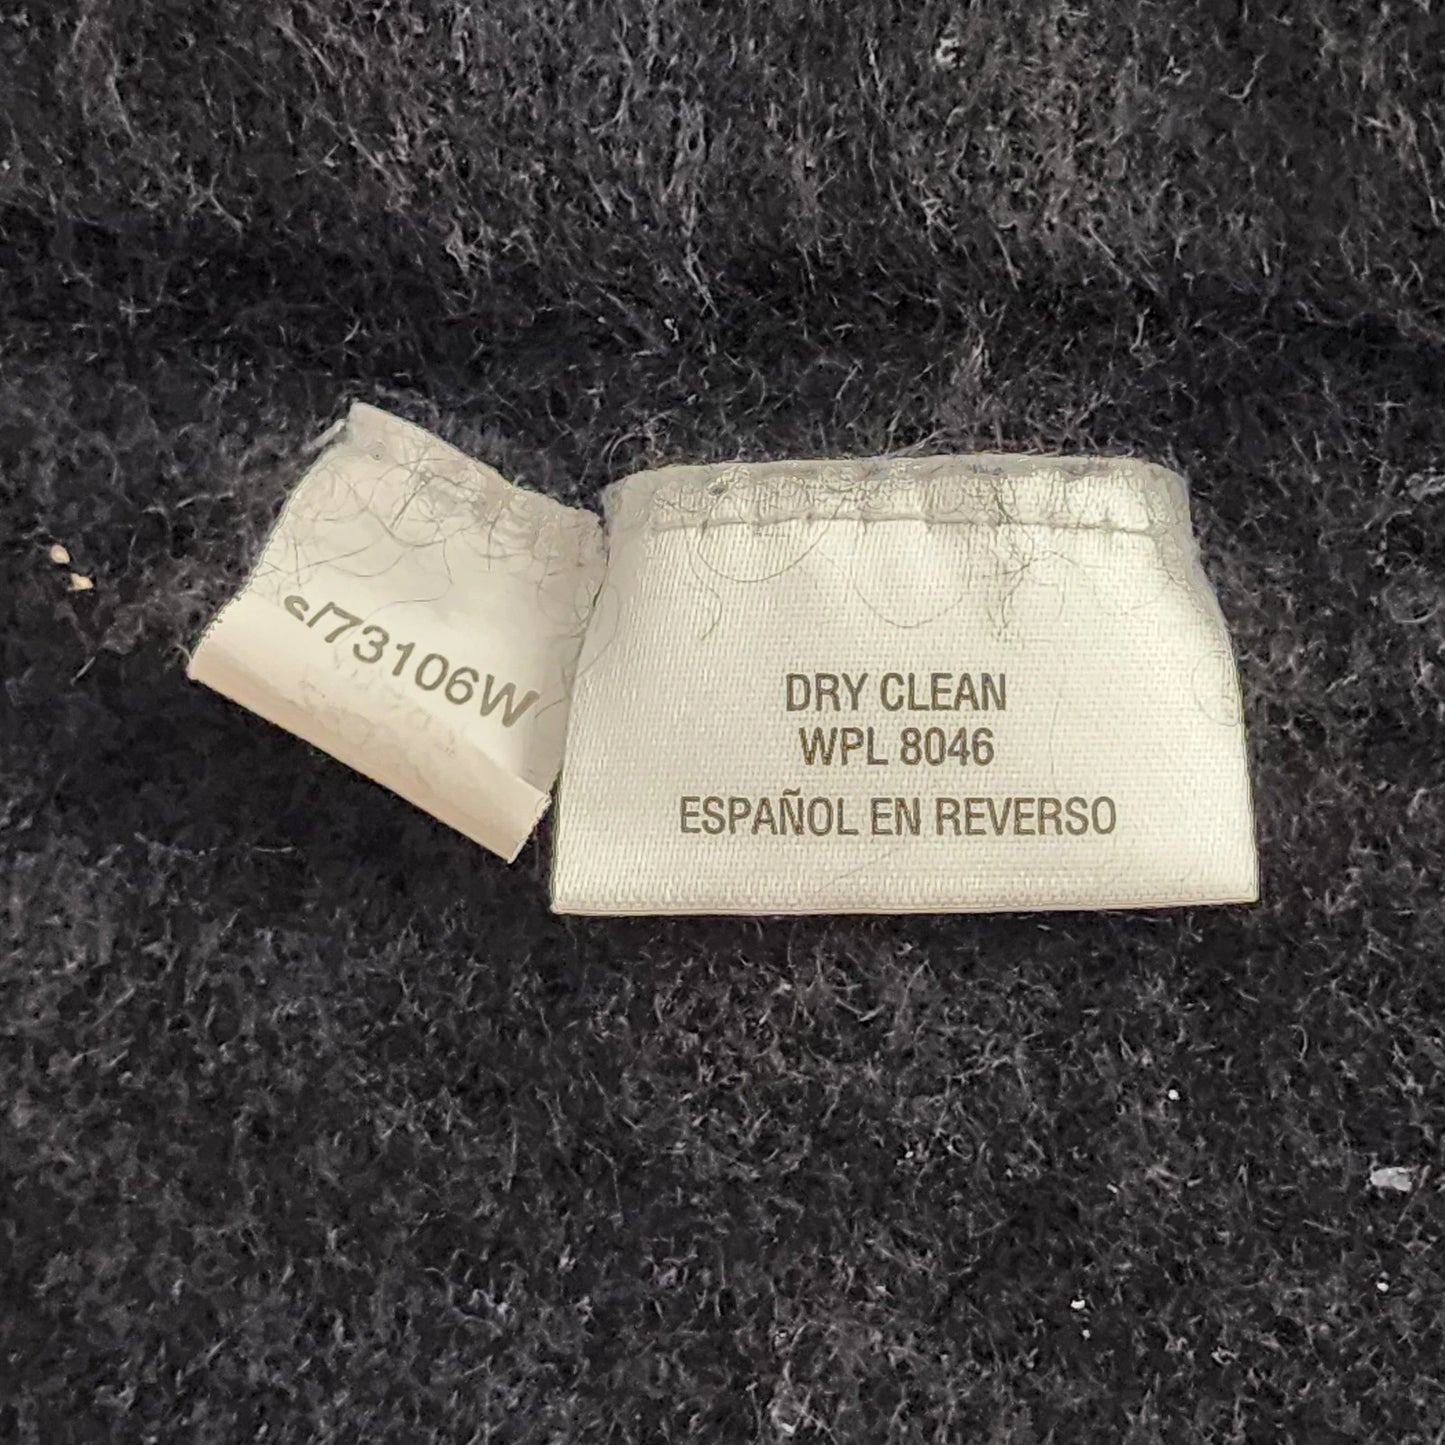 s/73106W
DRY CLEAN
WPL 8046
ESPAÑOL EN REVERSO